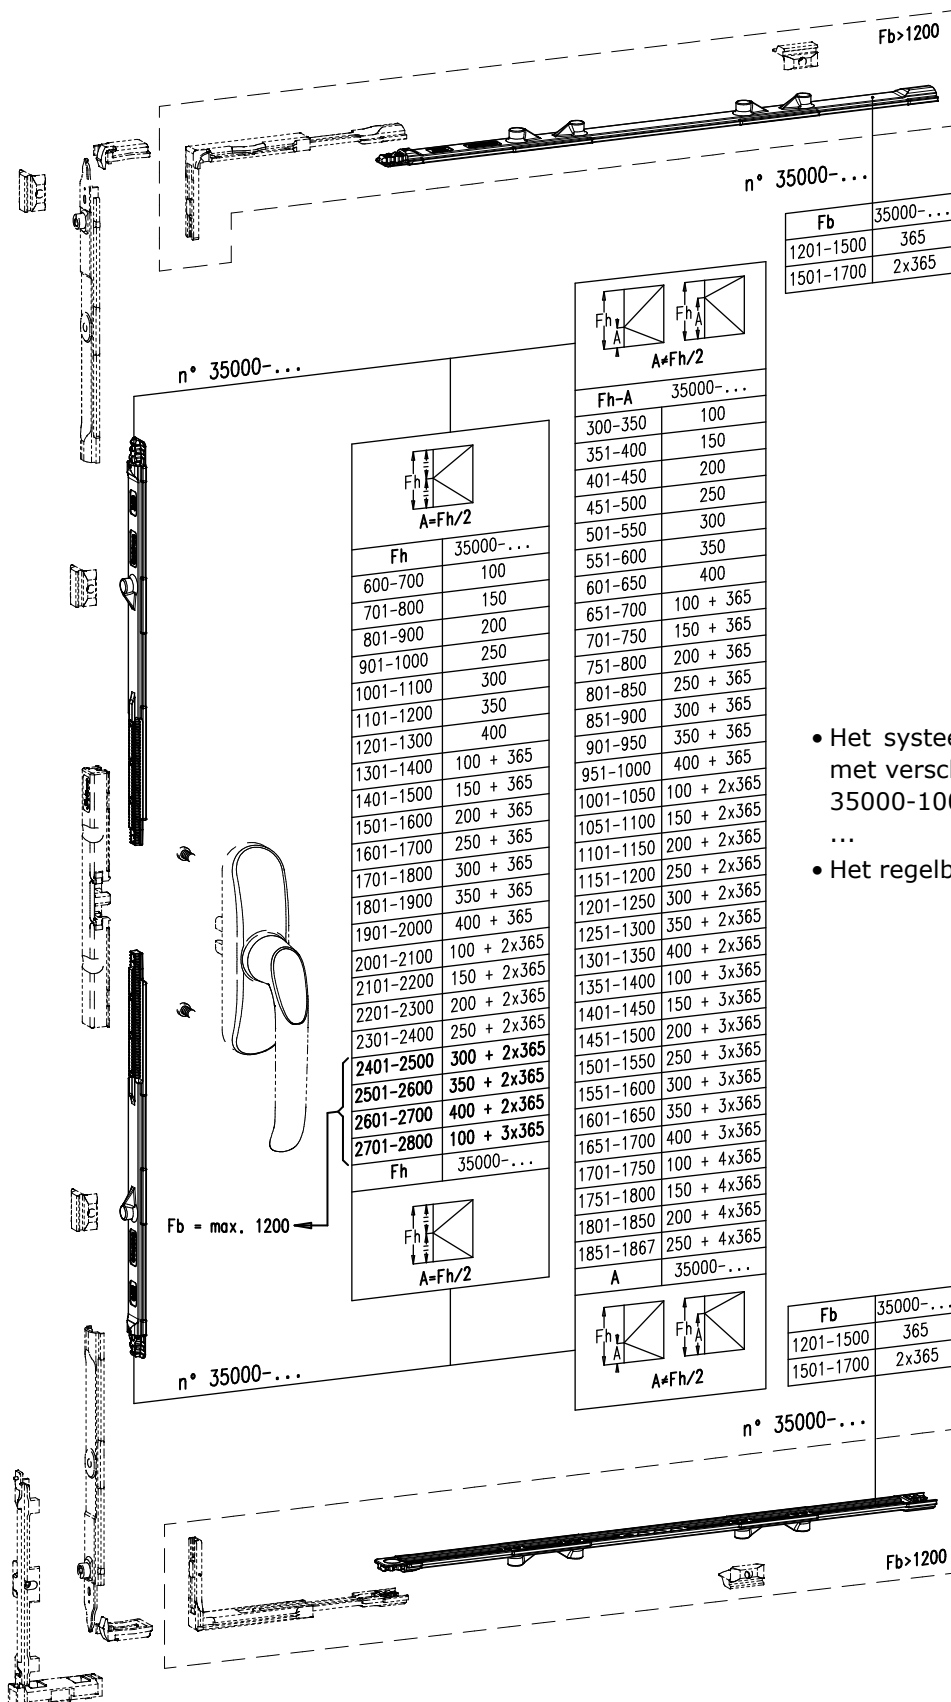 Fb>1200
n° 35000-...
Fb 35000-...
1201-1500 365
1501-1700 2x365
n° 35000-...
Fh
A
Fh
A
A≠Fh/2
Fh-A 35000-...
300-350 100
351-400 150
401-450 200
451-500 250
501-550 300
551-600 350
601-650 400
651-700 100 + 365
701-750 150 + 365
751-800 200 + 365
801-850 250 + 365
851-900 300 + 365
901-950 350 + 365
951-1000 400 + 365
1001-1050 100 + 2x365
1051-1100 150 + 2x365
1101-1150 200 + 2x365
1151-1200 250 + 2x365
1201-1250 300 + 2x365
1251-1300 350 + 2x365
1301-1350 400 + 2x365
1351-1400 100 + 3x365
1401-1450 150 + 3x365
1451-1500 200 + 3x365
1501-1550 250 + 3x365
1551-1600 300 + 3x365
1601-1650 350 + 3x365
1651-1700 400 + 3x365
1701-1750 100 + 4x365
1751-1800 150 + 4x365
1801-1850 200 + 4x365
1851-1867 250 + 4x365
A 35000-...
Fh
A
Fh
A
A≠Fh/2
Fh
=
=
A=Fh/2
Fh 35000-...
600-700 100
701-800 150
801-900 200
901-1000 250
1001-1100 300
1101-1200 350
1201-1300 400
1301-1400 100 + 365
1401-1500 150 + 365
1501-1600 200 + 365
1601-1700 250 + 365
1701-1800 300 + 365
1801-1900 350 + 365
1901-2000 400 + 365
2001-2100 100 + 2x365
2101-2200 150 + 2x365
2201-2300 200 + 2x365
2301-2400 250 + 2x365
2401-2500 300 + 2x365
2501-2600 350 + 2x365
2601-2700 400 + 2x365
2701-2800 100 + 3x365
Fh 35000-...
Fh
=
=
A=Fh/2
Fb = max. 1200
n° 35000-...
• Het systee
met versch
35000-100
...
• Het regelb
Fb 35000-...
1201-1500 365
1501-1700 2x365
n° 35000-...
Fb>1200